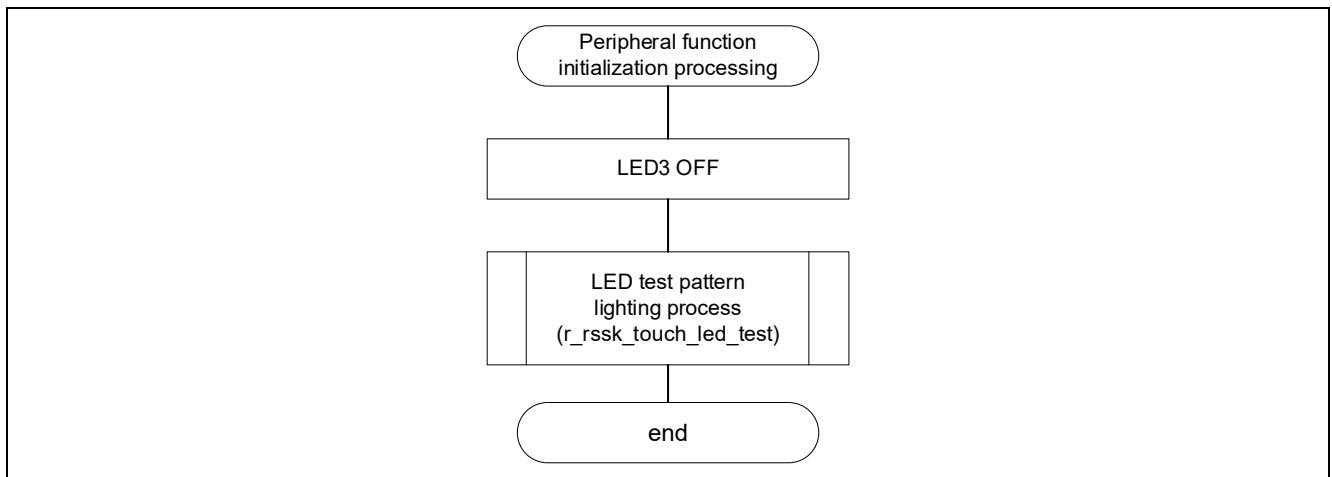 Peripheral function
initialization processing
LED3 OFF
LED test pattern
lighting process
(r_rssk_touch_led_test)
end